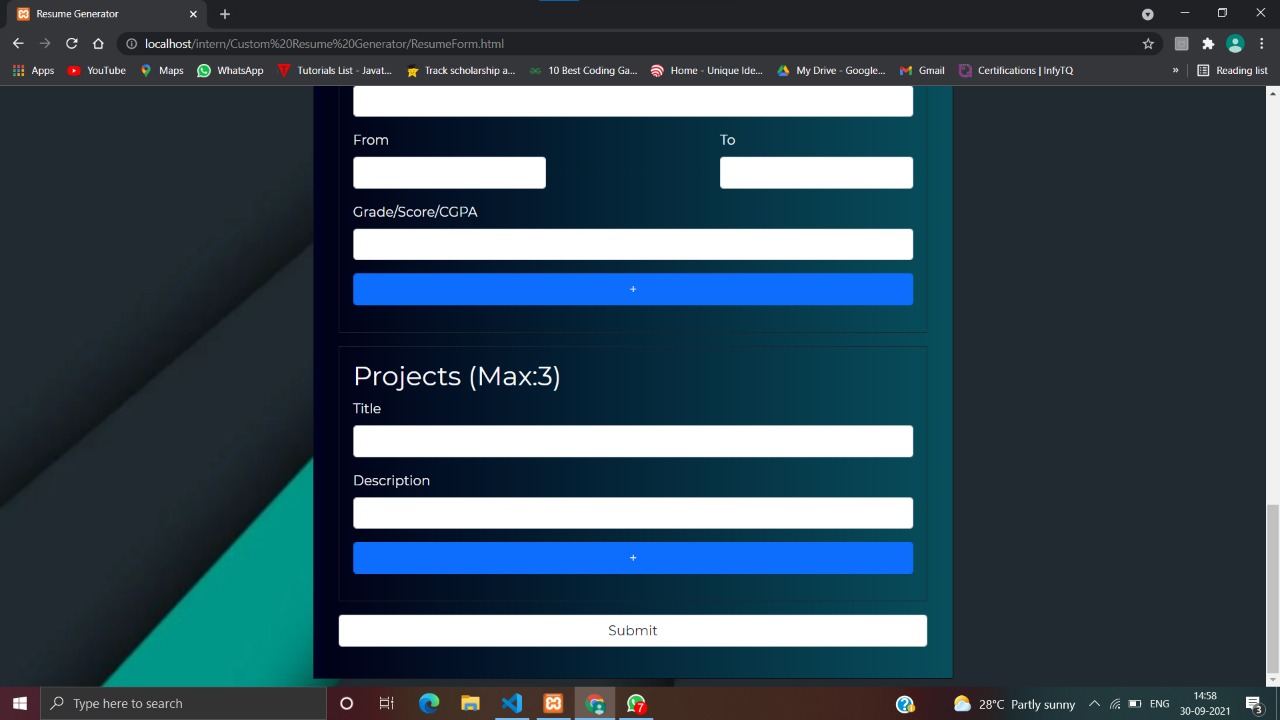 Resume Generator
localhost/intern/Custom%20Resume%20Generator/ResumeForm.html
Apps YouTube Maps WhatsApp Tutorials List - Javat... Track scholarship a... 10 Best Coding Ga... Home - Unique Ide... My Drive - Google... Gmail Certifications | InfyTQ » Reading list
From To
Grade/Score/CGPA
+
Projects (Max:3)
Title
Description
+
Submit
Type here to search 7 28°C Partly sunny ENG 14:58
30-09-2021 3